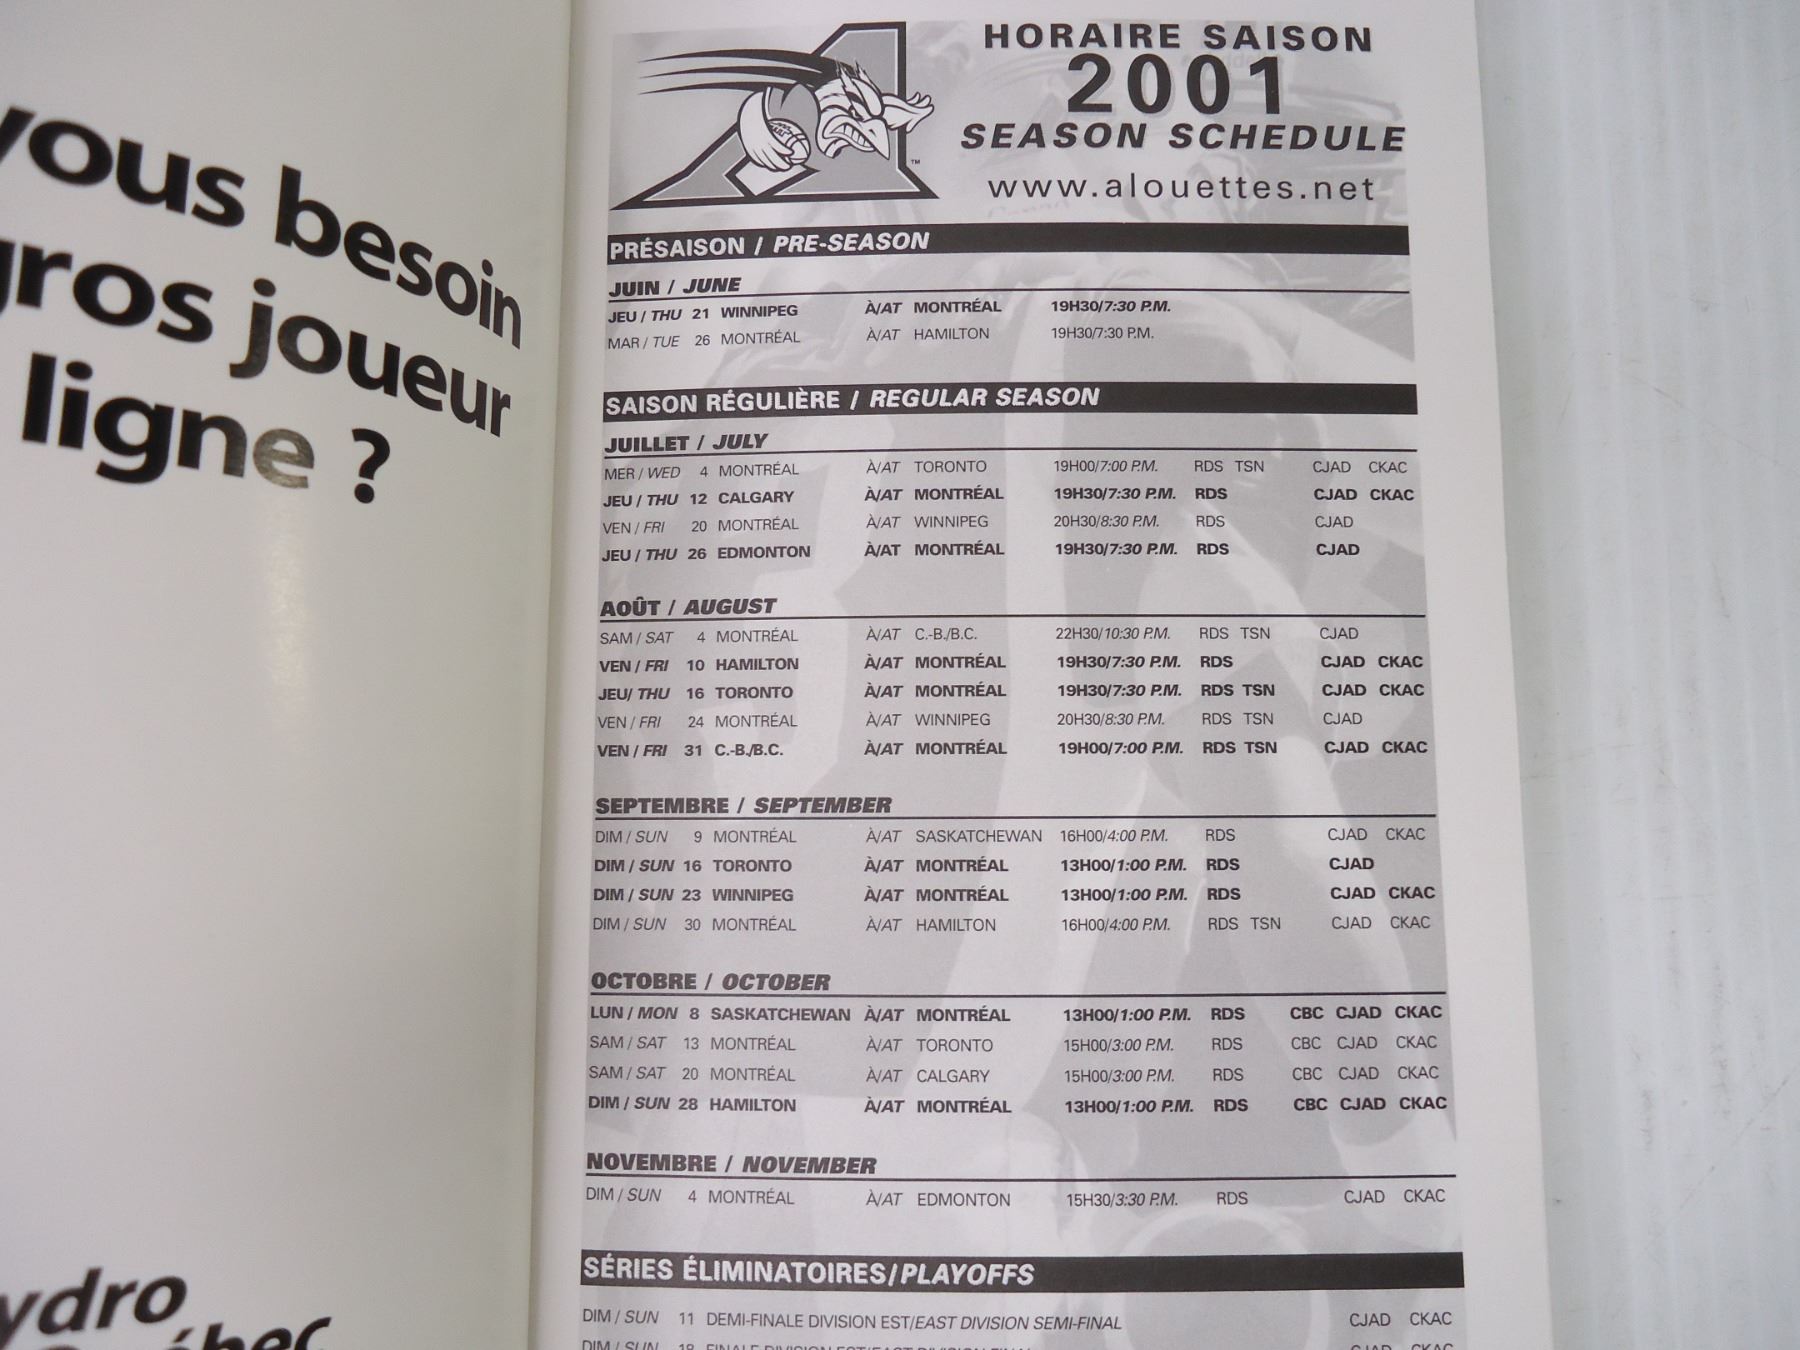 vous besoin
gros joueur
ligne ?
HORAIRE SAISON
2001
SEASON SCHEDULE
www.alouettes.net
TM
PRÉSAISON / PRE-SEASON
JUIN / JUNE
JEU / THU 21 WINNIPEG À/AT MONTRÉAL 19H30/7:30 P.M.
MAR / TUE 26 MONTRÉAL À/AT HAMILTON 19H30/7:30 P.M.
SAISON RÉGULIÈRE / REGULAR SEASON
JUILLET / JULY
MER / WED 4 MONTRÉAL À/AT TORONTO 19H00/7:00 P.M. RDS TSN CJAD CKAC
JEU / THU 12 CALGARY À/AT MONTRÉAL 19H30/7:30 P.M. RDS CJAD CKAC
VEN / FRI 20 MONTRÉAL À/AT WINNIPEG 20H30/8:30 P.M. RDS CJAD
JEU / THU 26 EDMONTON À/AT MONTRÉAL 19H30/7:30 P.M. RDS CJAD
AOÛT / AUGUST
SAM / SAT 4 MONTRÉAL À/AT C.-B./B.C. 22H30/10:30 P.M. RDS TSN CJAD
VEN / FRI 10 HAMILTON À/AT MONTRÉAL 19H30/7:30 P.M. RDS CJAD CKAC
JEU/ THU 16 TORONTO À/AT MONTRÉAL 19H30/7:30 P.M. RDS TSN CJAD CKAC
VEN / FRI 24 MONTRÉAL À/AT WINNIPEG 20H30/8:30 P.M. RDS TSN CJAD
VEN / FRI 31 C.-B./B.C. À/AT MONTRÉAL 19H00/7:00 P.M. RDS TSN CJAD CKAC
SEPTEMBRE / SEPTEMBER
DIM / SUN 9 MONTRÉAL À/AT SASKATCHEWAN 16H00/4:00 P.M. RDS CJAD CKAC
DIM / SUN 16 TORONTO À/AT MONTRÉAL 13H00/1:00 P.M. RDS CJAD
DIM / SUN 23 WINNIPEG À/AT MONTRÉAL 13H00/1:00 P.M. RDS CJAD CKAC
DIM / SUN 30 MONTRÉAL À/AT HAMILTON 16H00/4:00 P.M. RDS TSN CJAD CKAC
OCTOBRE / OCTOBER
LUN / MON 8 SASKATCHEWAN À/AT MONTRÉAL 13H00/1:00 P.M. RDS CBC CJAD CKAC
SAM / SAT 13 MONTRÉAL À/AT TORONTO 15H00/3:00 P.M. RDS CBC CJAD CKAC
SAM / SAT 20 MONTRÉAL À/AT CALGARY 15H00/3:00 P.M. RDS CBC CJAD CKAC
DIM / SUN 28 HAMILTON À/AT MONTRÉAL 13H00/1:00 P.M. RDS CBC CJAD CKAC
NOVEMBRE / NOVEMBER
DIM / SUN 4 MONTRÉAL À/AT EDMONTON 15H30/3:30 P.M. RDS CJAD CKAC
SÉRIES ÉLIMINATOIRES/PLAYOFFS
DIM / SUN 11 DEMI-FINALE DIVISION EST/EAST DIVISION SEMI-FINAL CJAD CKAC
DIM / SUN 18 FINALE DIVISION EST/EAST DIVISION FINAL CJAD CKAC